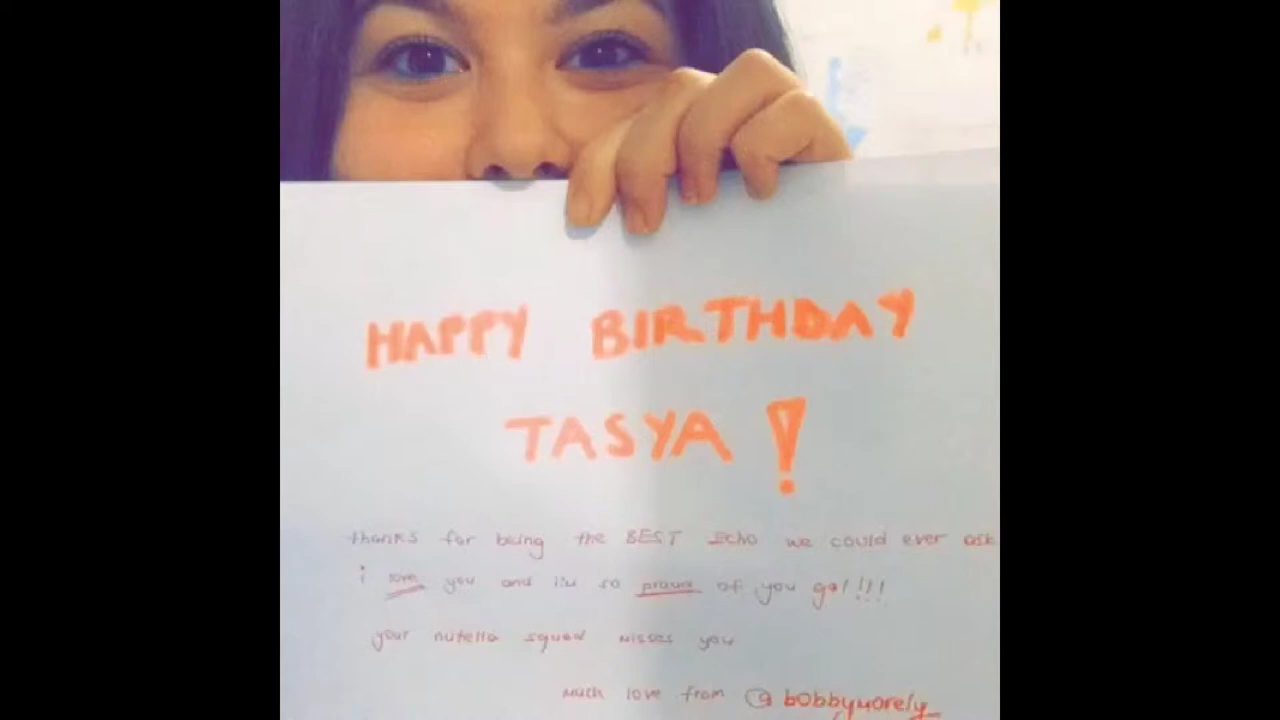 HAPPY BIRTHDAY
TASYA!
thanks for being the BEST Echo we could ever ask
i love you and i'm so proud of you gal!!!
your nutella squad misses you
much love from @bobbymorely_